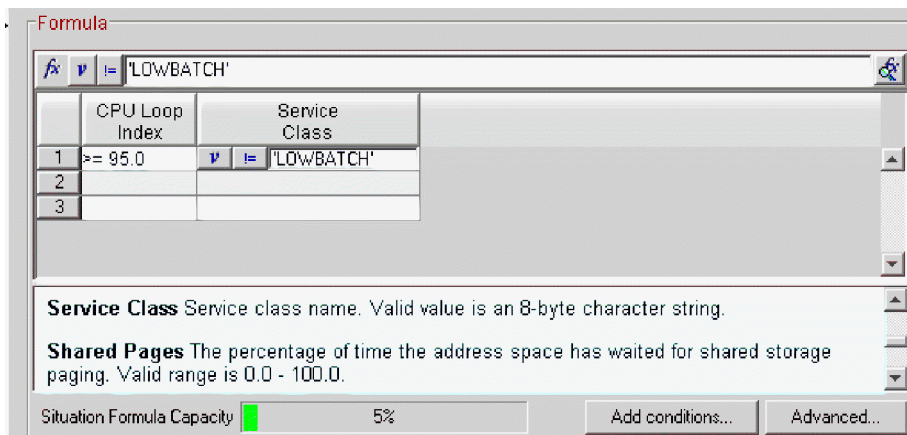 Formula
fx v != 'LOWBATCH'
CPU Loop Index Service Class
1 >= 95.0 v != 'LOWBATCH'
2
3
Service Class Service class name. Valid value is an 8-byte character string.
Shared Pages The percentage of time the address space has waited for shared storage
paging. Valid range is 0.0 - 100.0.
Situation Formula Capacity 5% Add conditions... Advanced...